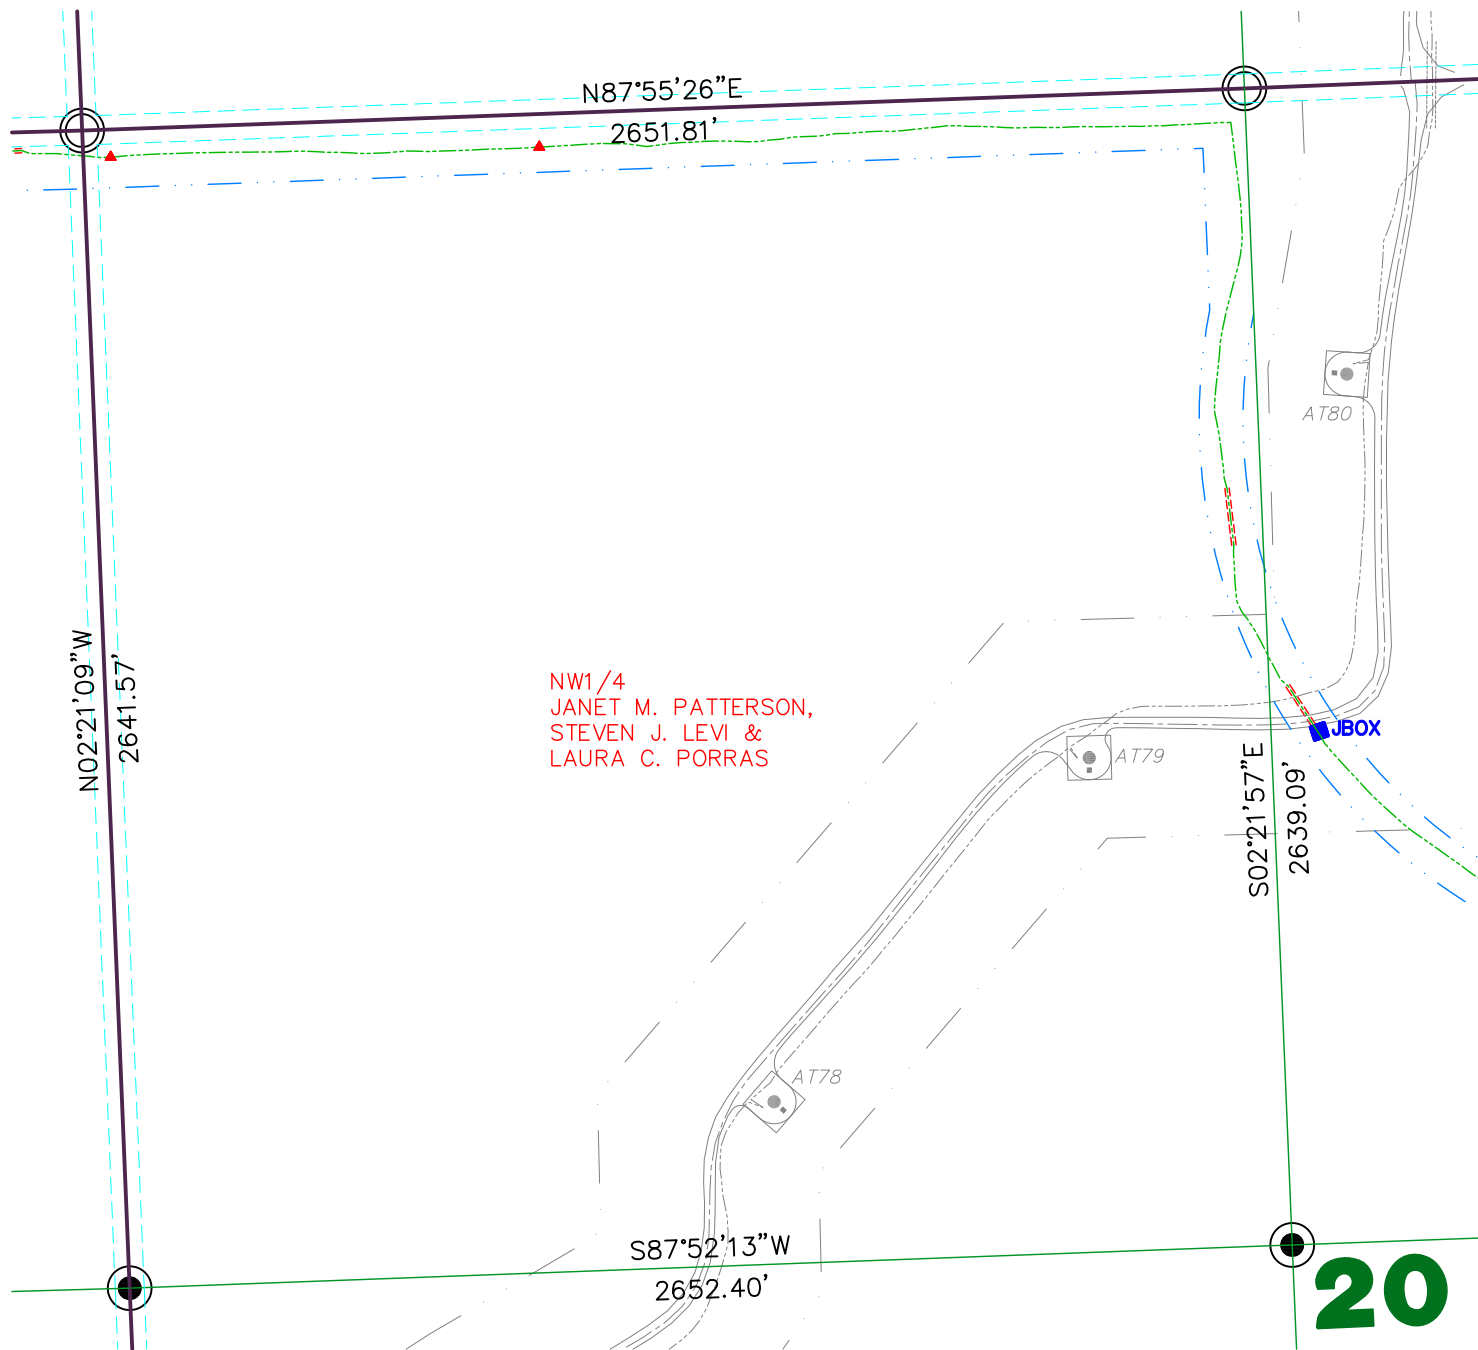 N87°55'26"E
2651.81'
AT80
N02°21'09"W
2641.57'
NW1/4
JANET M. PATTERSON,
STEVEN J. LEVI &
LAURA C. PORRAS
JBOX
AT79
S02°21'57"E
2639.09'
AT78
S87°52'13"W
2652.40'
20